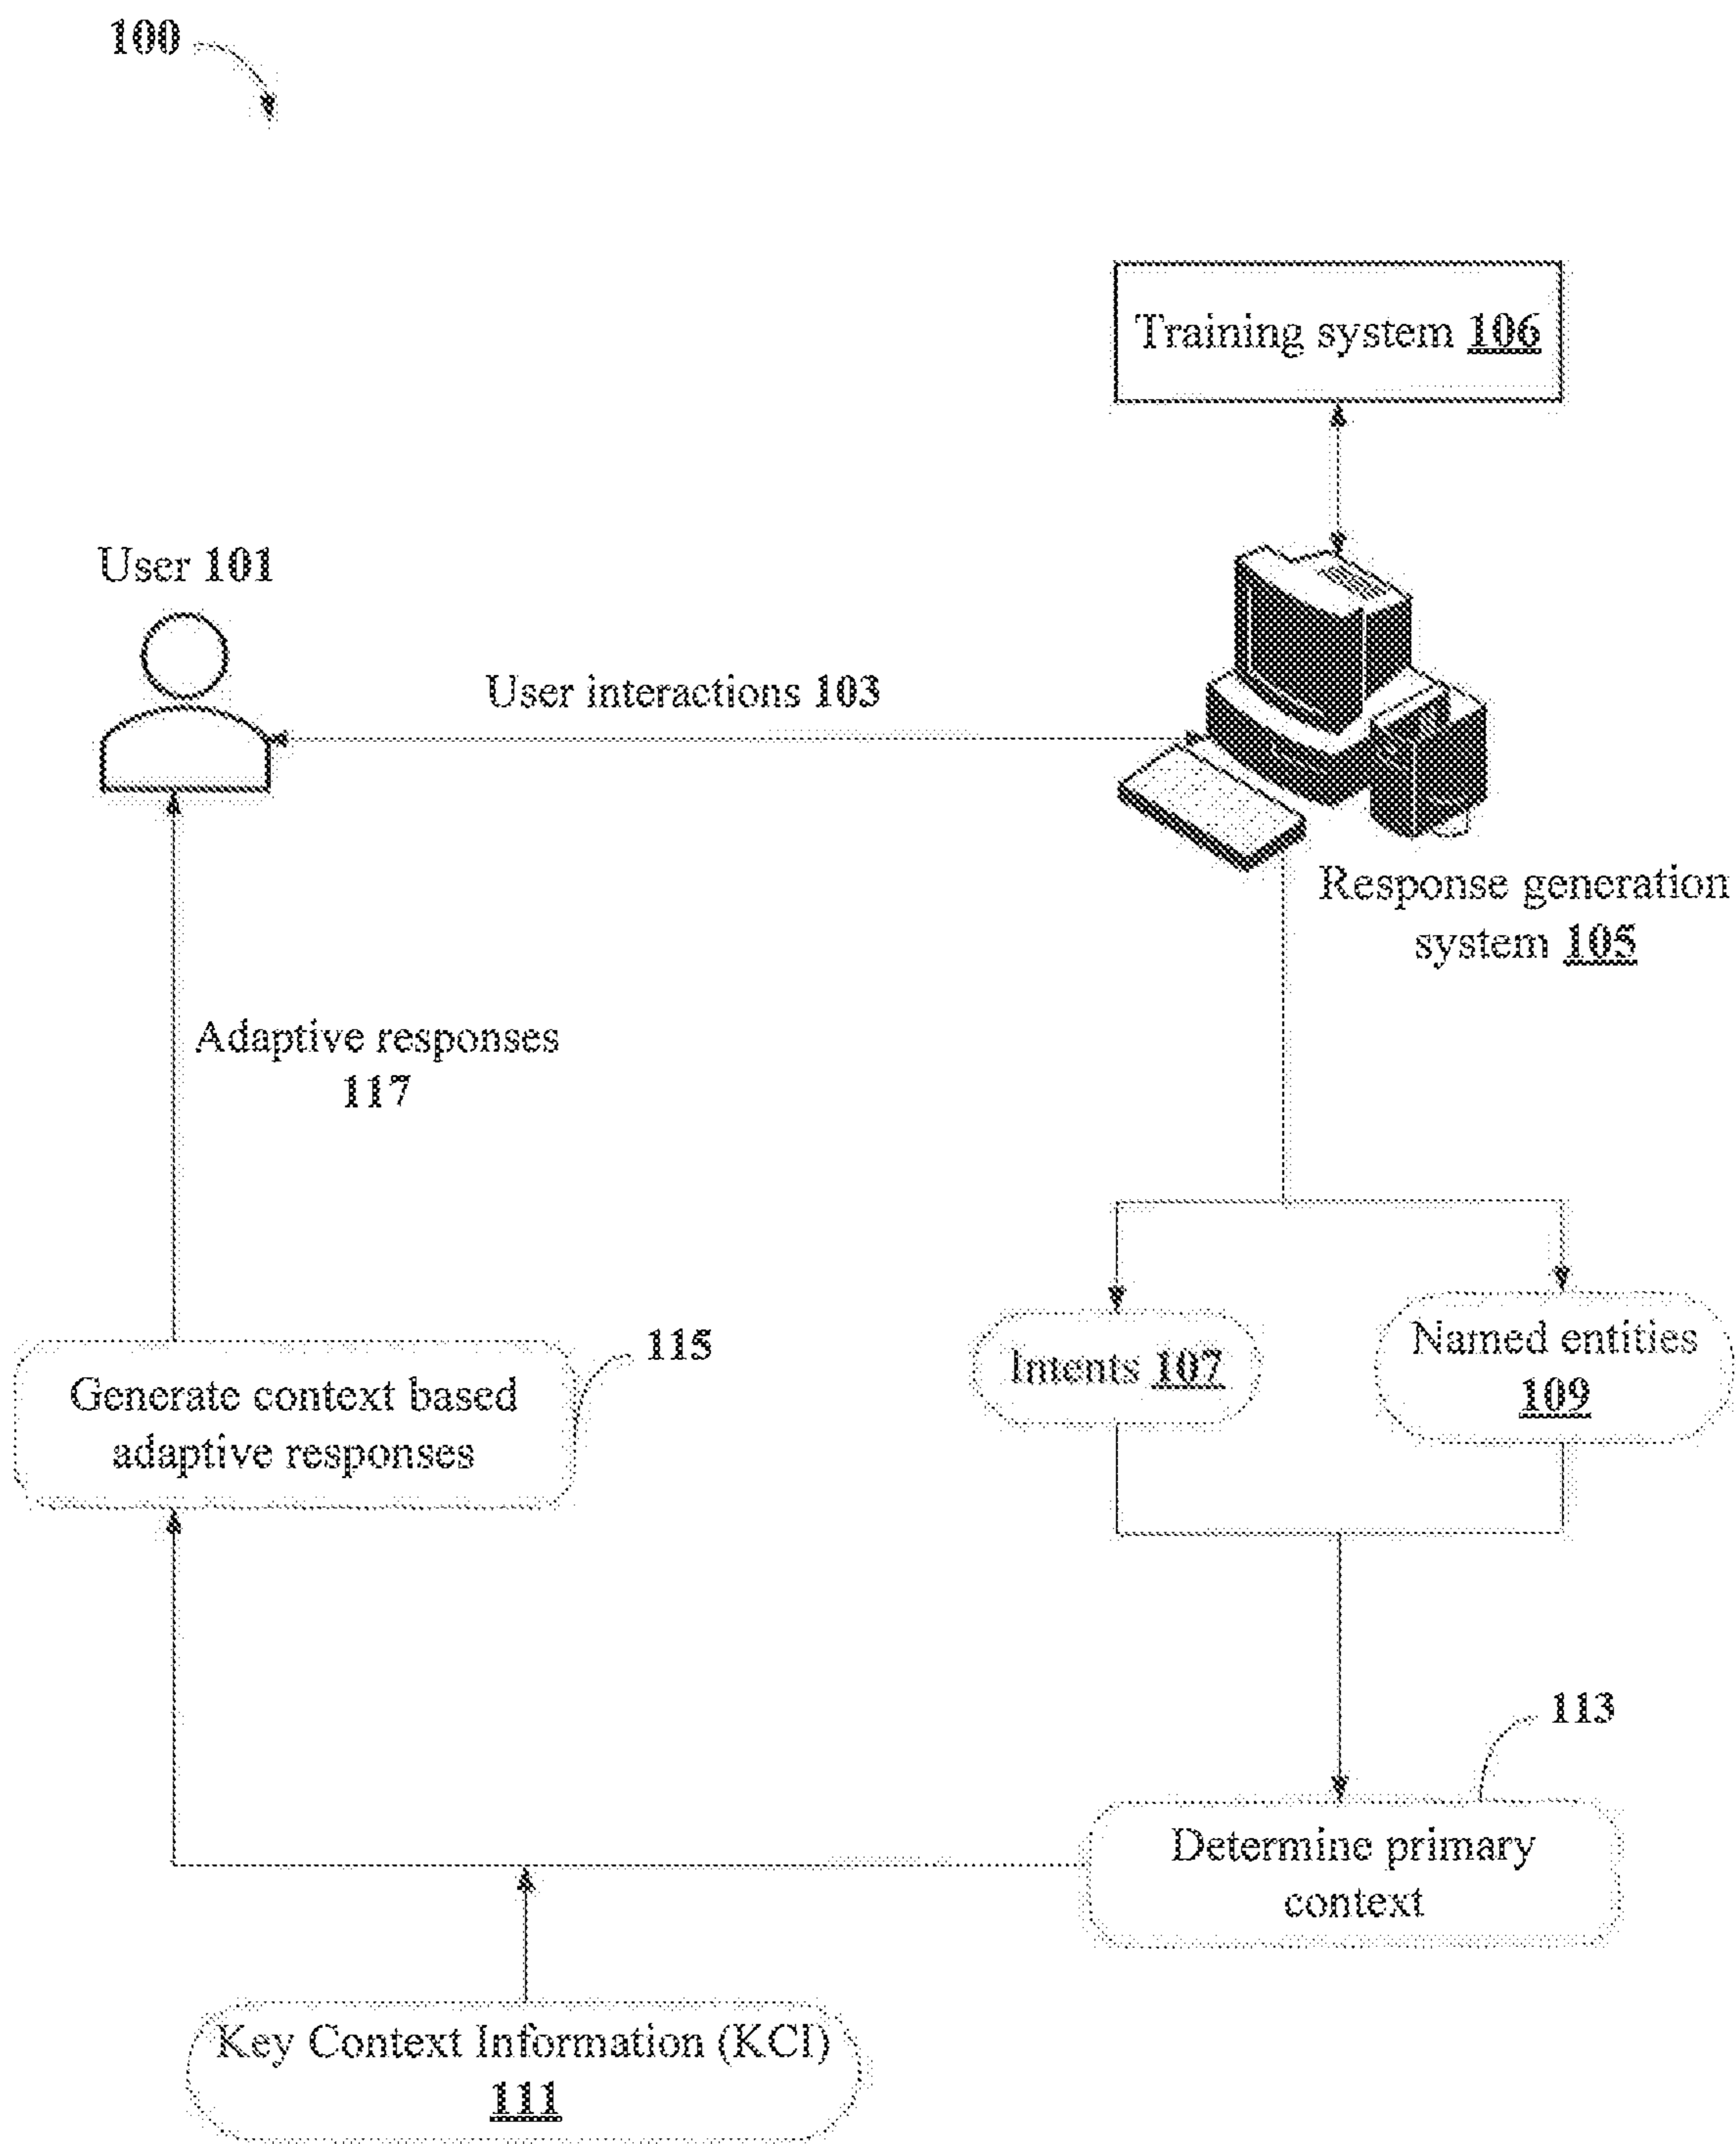 100
Training system 106
User 101
User interactions 103
Response generation
system 105
Adaptive responses
117
115
Generate context based
adaptive responses
Intents 107
Named entities
109
113
Determine primary
context
Key Context Information (KCI)
111